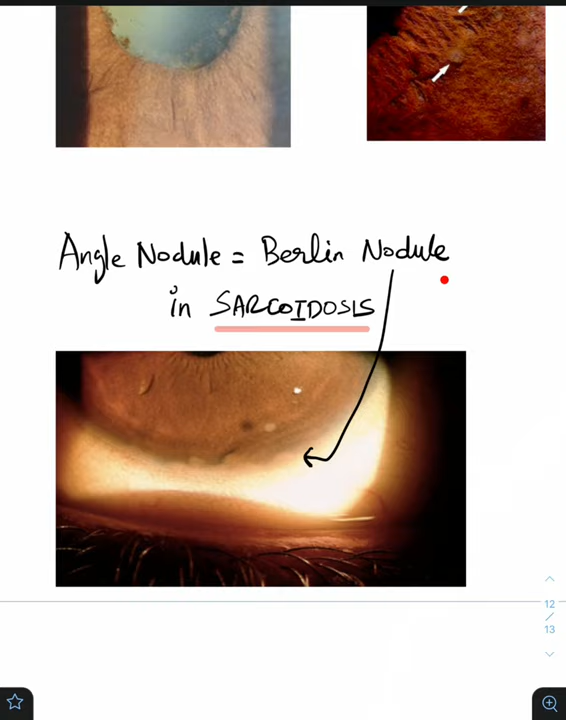 Angle Nodule = Berlin Nodule
in SARCOIDOSIS
12
/
13